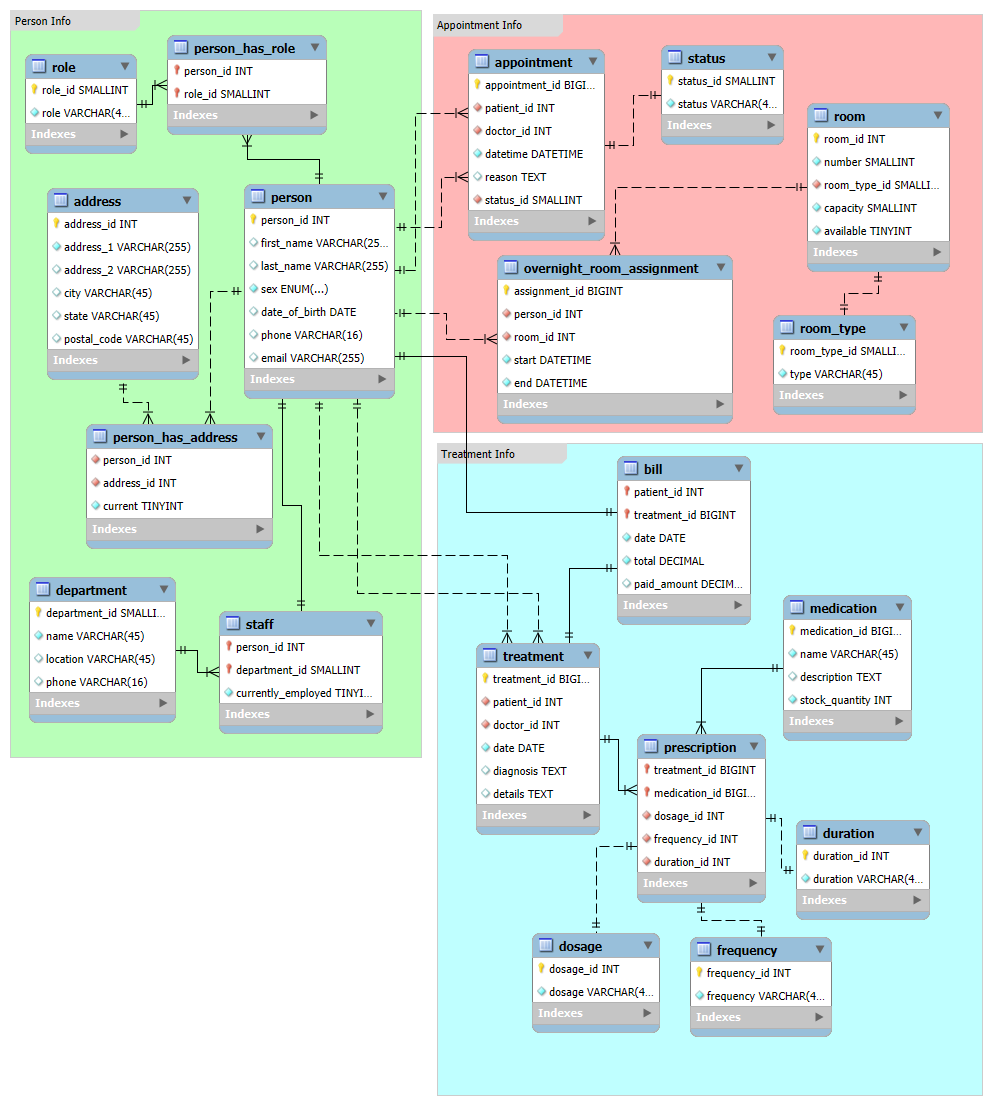 Person Info
role
role_id SMALLINT
role VARCHAR(4...
Indexes
person_has_role
person_id INT
role_id SMALLINT
Indexes
address
address_id INT
address_1 VARCHAR(255)
address_2 VARCHAR(255)
city VARCHAR(45)
state VARCHAR(45)
postal_code VARCHAR(45)
Indexes
person
person_id INT
first_name VARCHAR(25...
last_name VARCHAR(255)
sex ENUM(...)
date_of_birth DATE
phone VARCHAR(16)
email VARCHAR(255)
Indexes
person_has_address
person_id INT
address_id INT
current TINYINT
Indexes
department
department_id SMALLI...
name VARCHAR(45)
location VARCHAR(45)
phone VARCHAR(16)
Indexes
staff
person_id INT
department_id SMALLINT
currently_employed TINYI...
Indexes
Appointment Info
appointment
appointment_id BIGI...
patient_id INT
doctor_id INT
datetime DATETIME
reason TEXT
status_id SMALLINT
Indexes
status
status_id SMALLINT
status VARCHAR(4...
Indexes
room
room_id INT
number SMALLINT
room_type_id SMALLI...
capacity SMALLINT
available TINYINT
Indexes
overnight_room_assignment
assignment_id BIGINT
person_id INT
room_id INT
start DATETIME
end DATETIME
Indexes
room_type
room_type_id SMALLI...
type VARCHAR(45)
Indexes
Treatment Info
bill
patient_id INT
treatment_id BIGINT
date DATE
total DECIMAL
paid_amount DECIM...
Indexes
medication
medication_id BIGI...
name VARCHAR(45)
description TEXT
stock_quantity INT
Indexes
treatment
treatment_id BIGI...
patient_id INT
doctor_id INT
date DATE
diagnosis TEXT
details TEXT
Indexes
prescription
treatment_id BIGINT
medication_id BIGI...
dosage_id INT
frequency_id INT
duration_id INT
Indexes
duration
duration_id INT
duration VARCHAR(4...
Indexes
dosage
dosage_id INT
dosage VARCHAR(4...
Indexes
frequency
frequency_id INT
frequency VARCHAR(4...
Indexes